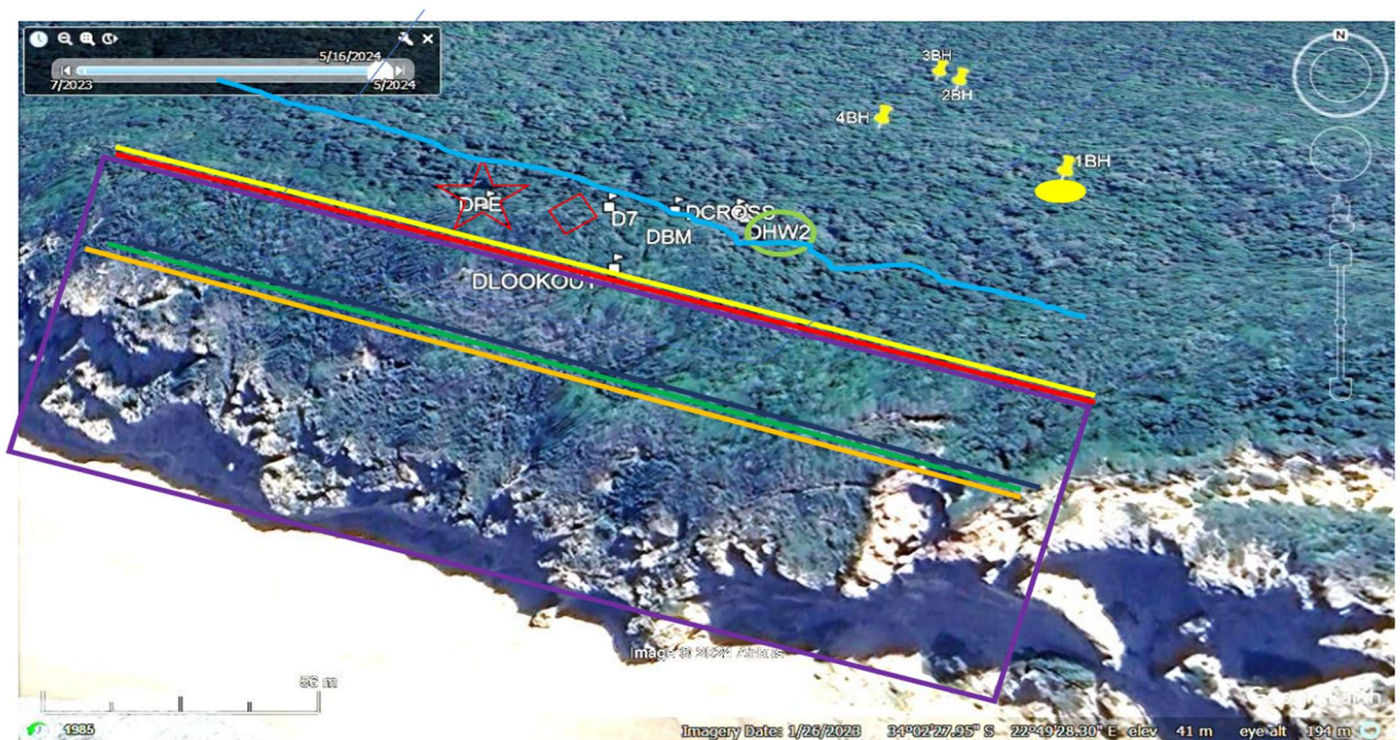 5/16/2024
7/2023
5/2024
N
3BH
2BH
4BH
1BH
DPE
D7
DCROSS
DBM
DHW2
DLOOKOUT
56 m
Image © 2024 Airbus
Google Earth
1985
Imagery Date: 1/26/2023 34°02'27.95" S 22°49'28.30" E elev 41 m eye alt 194 m